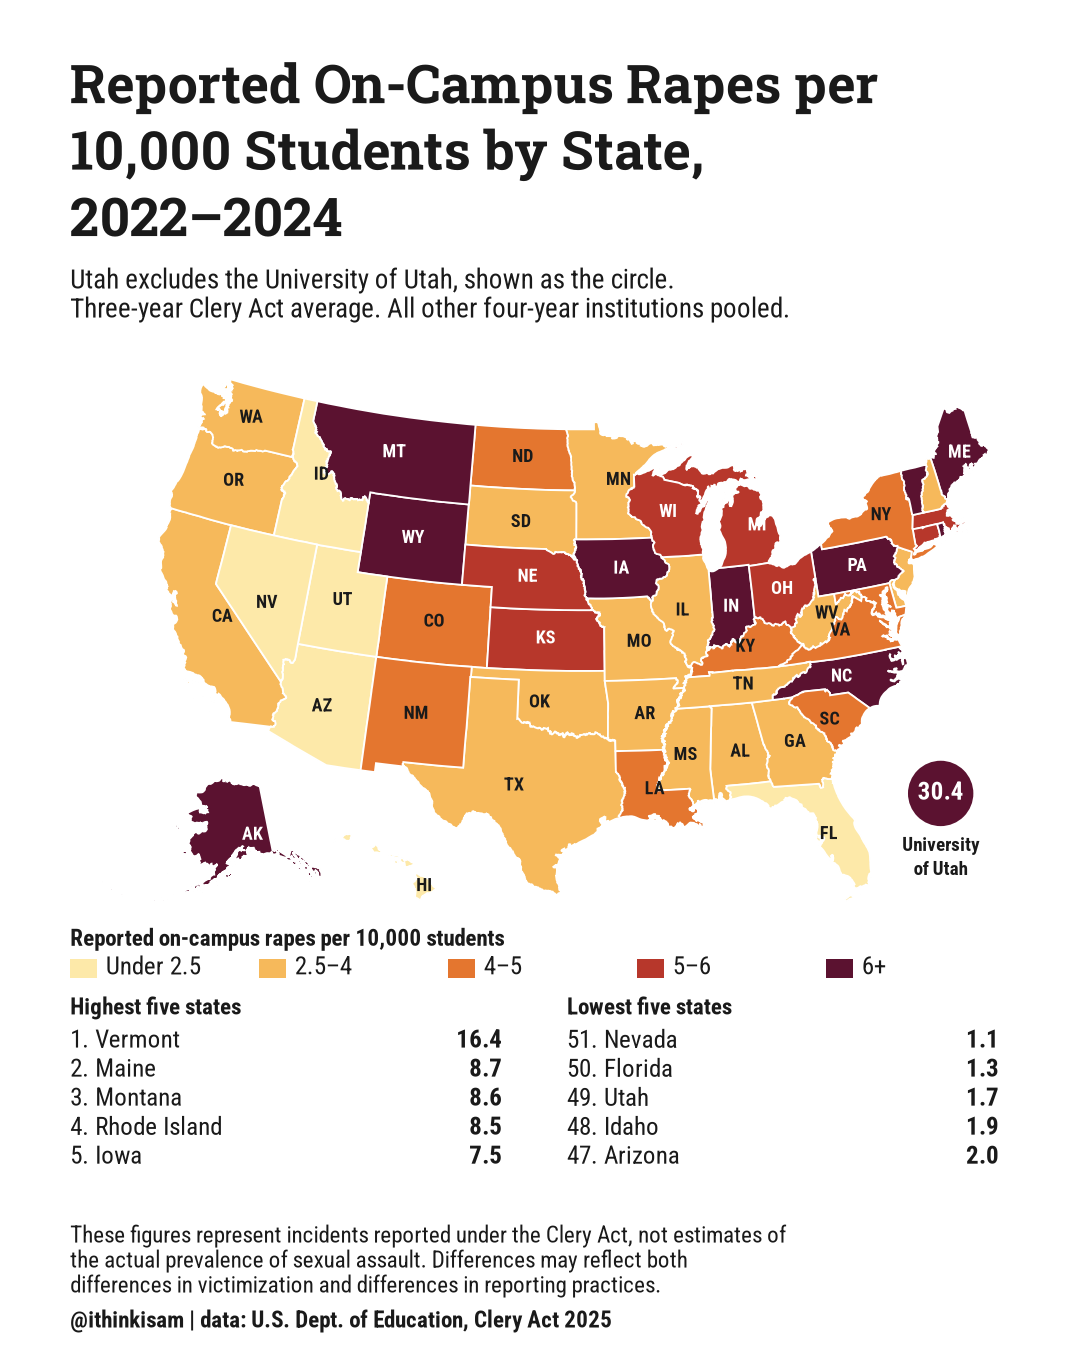 Reported On-Campus Rapes per
10,000 Students by State,
2022–2024
Utah excludes the University of Utah, shown as the circle.
Three-year Clery Act average. All other four-year institutions pooled.
WA
MT
ND
MN
ME
OR
ID
SD
WI
MI
NY
WY
IA
PA
NE
OH
NV
UT
IL
IN
WV
CA
CO
KS
MO
KY
VA
AZ
NM
OK
AR
TN
NC
SC
MS
AL
GA
TX
LA
FL
AK
HI
30.4
University
of Utah
Reported on-campus rapes per 10,000 students
Under 2.5 2.5–4 4–5 5–6 6+
Highest five states
1. Vermont 16.4
2. Maine 8.7
3. Montana 8.6
4. Rhode Island 8.5
5. Iowa 7.5
Lowest five states
51. Nevada 1.1
50. Florida 1.3
49. Utah 1.7
48. Idaho 1.9
47. Arizona 2.0
These figures represent incidents reported under the Clery Act, not estimates of
the actual prevalence of sexual assault. Differences may reflect both
differences in victimization and differences in reporting practices.
@ithinkisam | data: U.S. Dept. of Education, Clery Act 2025